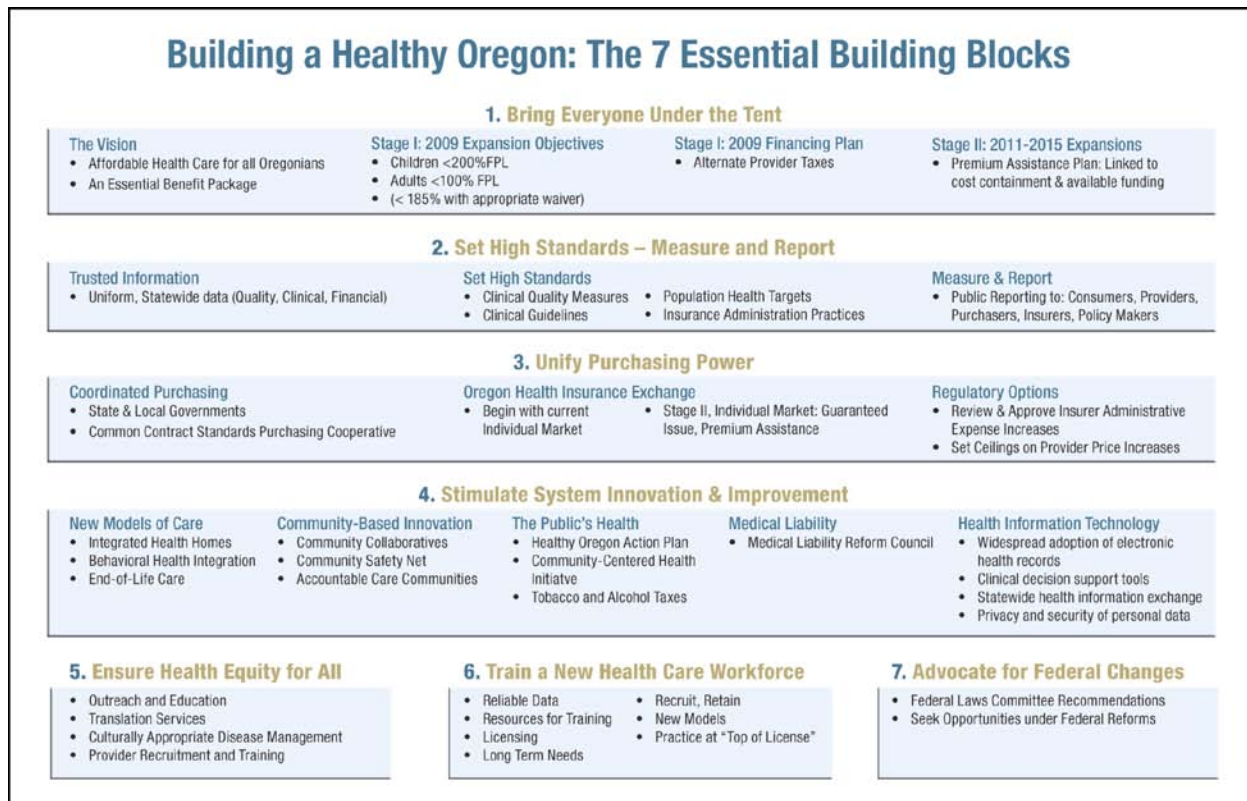 Building a Healthy Oregon: The 7 Essential Building Blocks
1. Bring Everyone Under the Tent
The Vision
• Affordable Health Care for all Oregonians
• An Essential Benefit Package
Stage I: 2009 Expansion Objectives
• Children <200%FPL
• Adults <100% FPL
• (< 185% with appropriate waiver)
Stage I: 2009 Financing Plan
• Alternate Provider Taxes
Stage II: 2011-2015 Expansions
• Premium Assistance Plan: Linked to
cost containment & available funding
2. Set High Standards – Measure and Report
Trusted Information
• Uniform, Statewide data (Quality, Clinical, Financial)
Set High Standards
• Clinical Quality Measures
• Clinical Guidelines
• Population Health Targets
• Insurance Administration Practices
Measure & Report
• Public Reporting to: Consumers, Providers,
Purchasers, Insurers, Policy Makers
3. Unify Purchasing Power
Coordinated Purchasing
• State & Local Governments
• Common Contract Standards Purchasing Cooperative
Oregon Health Insurance Exchange
• Begin with current
Individual Market
• Stage II, Individual Market: Guaranteed
Issue, Premium Assistance
Regulatory Options
• Review & Approve Insurer Administrative
Expense Increases
• Set Ceilings on Provider Price Increases
4. Stimulate System Innovation & Improvement
New Models of Care
• Integrated Health Homes
• Behavioral Health Integration
• End-of-Life Care
Community-Based Innovation
• Community Collaboratives
• Community Safety Net
• Accountable Care Communities
The Public's Health
• Healthy Oregon Action Plan
• Community-Centered Health
Initiatve
• Tobacco and Alcohol Taxes
Medical Liability
• Medical Liability Reform Council
Health Information Technology
• Widespread adoption of electronic
health records
• Clinical decision support tools
• Statewide health information exchange
• Privacy and security of personal data
5. Ensure Health Equity for All
• Outreach and Education
• Translation Services
• Culturally Appropriate Disease Management
• Provider Recruitment and Training
6. Train a New Health Care Workforce
• Reliable Data
• Resources for Training
• Licensing
• Long Term Needs
• Recruit, Retain
• New Models
• Practice at “Top of License”
7. Advocate for Federal Changes
• Federal Laws Committee Recommendations
• Seek Opportunities under Federal Reforms